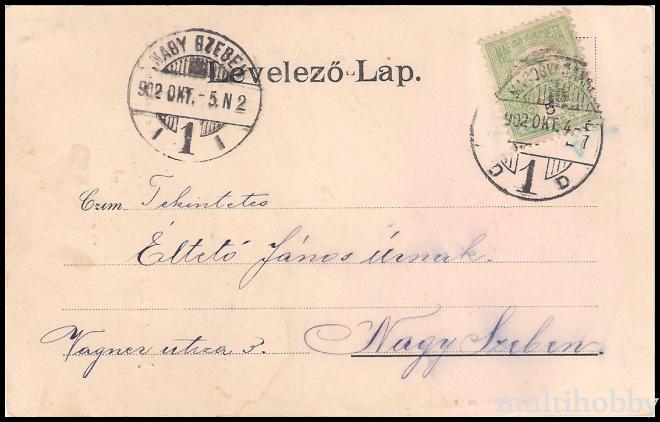 NAGY SZEBEN
902 OKT. - 5. N 2
1
Levelező-Lap.
902 OKT. 4
1
D D
Czim Tekintetes
Éltető János Úrnak.
Wagner utcza 3. Nagy Szeben.
multihobby